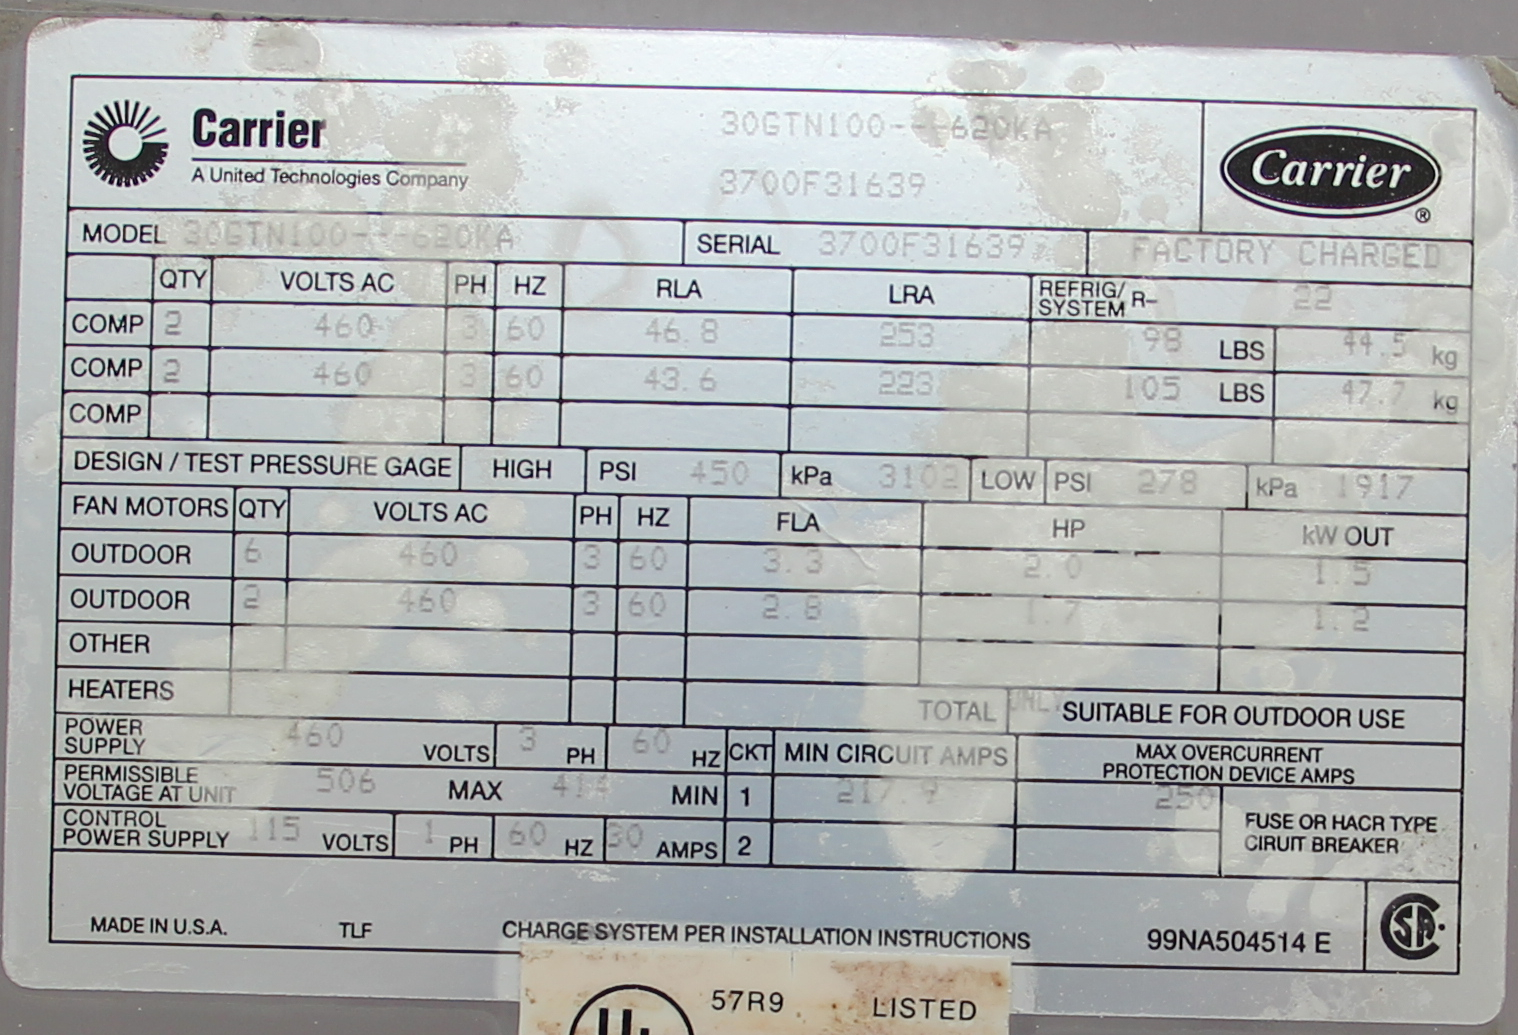 Carrier
A United Technologies Company
30GTN100---620KA
3700F31639
Carrier ®
MODEL 30GTN100---620KA SERIAL 3700F31639 FACTORY CHARGED
QTY VOLTS AC PH HZ RLA LRA REFRIG/SYSTEM R- 22
COMP 2 460 3 60 46.8 253 98 LBS 44.5 kg
COMP 2 460 3 60 43.6 223 105 LBS 47.7 kg
COMP
DESIGN / TEST PRESSURE GAGE HIGH PSI 450 kPa 3102 LOW PSI 278 kPa 1917
FAN MOTORS QTY VOLTS AC PH HZ FLA HP kW OUT
OUTDOOR 6 460 3 60 3.3 2.0 1.5
OUTDOOR 2 460 3 60 2.8 1.7 1.2
OTHER
HEATERS TOTAL ONLY SUITABLE FOR OUTDOOR USE
POWER SUPPLY 460 VOLTS 3 PH 60 HZ CKT MIN CIRCUIT AMPS MAX OVERCURRENT PROTECTION DEVICE AMPS
PERMISSIBLE VOLTAGE AT UNIT 506 MAX 414 MIN 1 217.9 250
CONTROL POWER SUPPLY 115 VOLTS 1 PH 60 HZ 30 AMPS 2 FUSE OR HACR TYPE CIRUIT BREAKER
MADE IN U.S.A. TLF CHARGE SYSTEM PER INSTALLATION INSTRUCTIONS 99NA504514 E SA
UL 57R9 LISTED